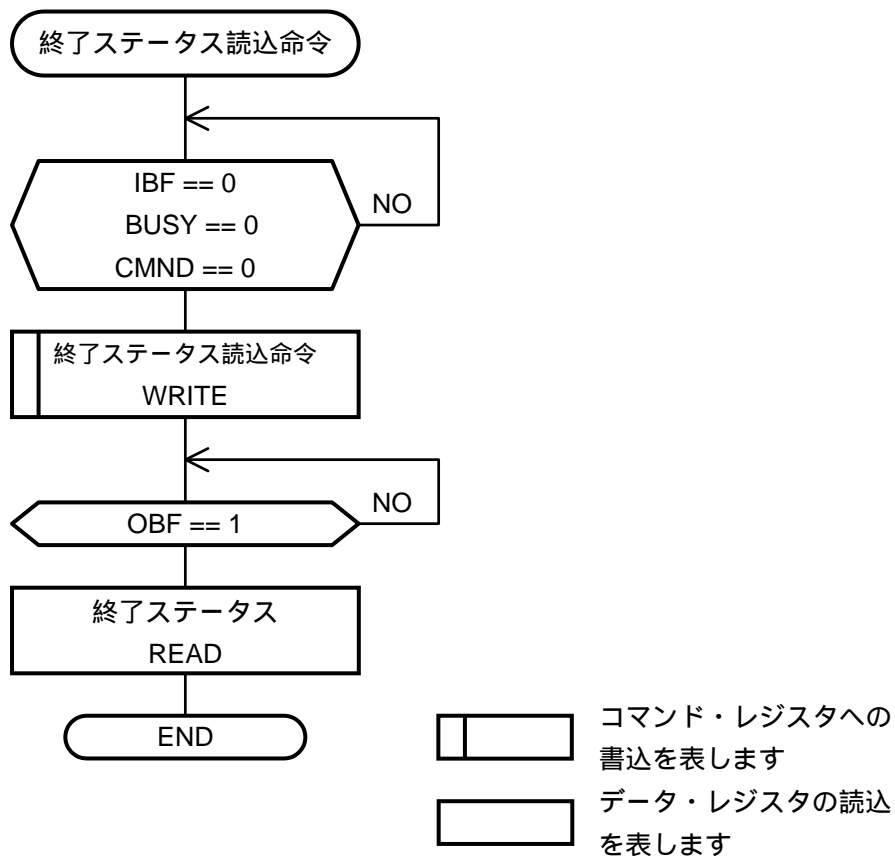 終了ステータス読込命令
IBF == 0
BUSY == 0
CMND == 0
NO
終了ステータス読込命令
WRITE
OBF == 1
NO
終了ステータス
READ
END
コマンド・レジスタへの
書込を表します
データ・レジスタの読込
を表します